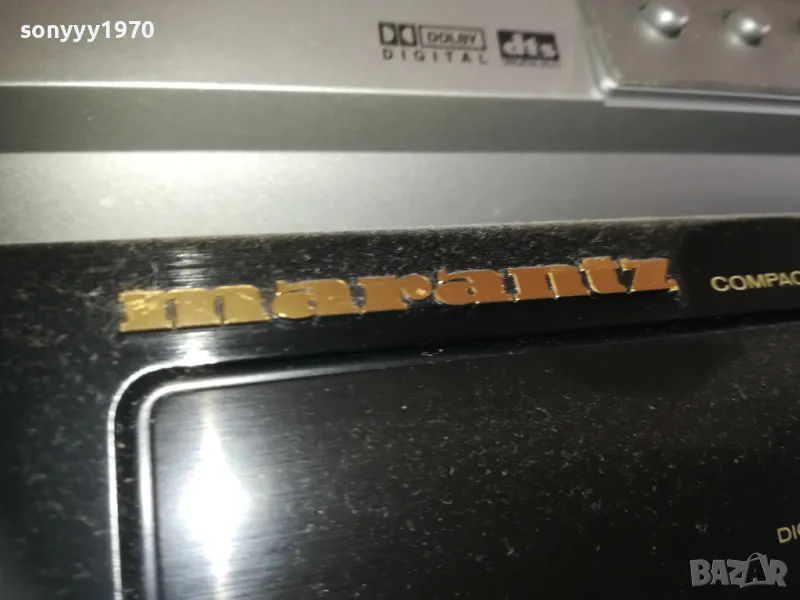 sonyyy1970
DOLBY
DIGITAL
dts
marantz
COMPAC
DIG
BAZAR